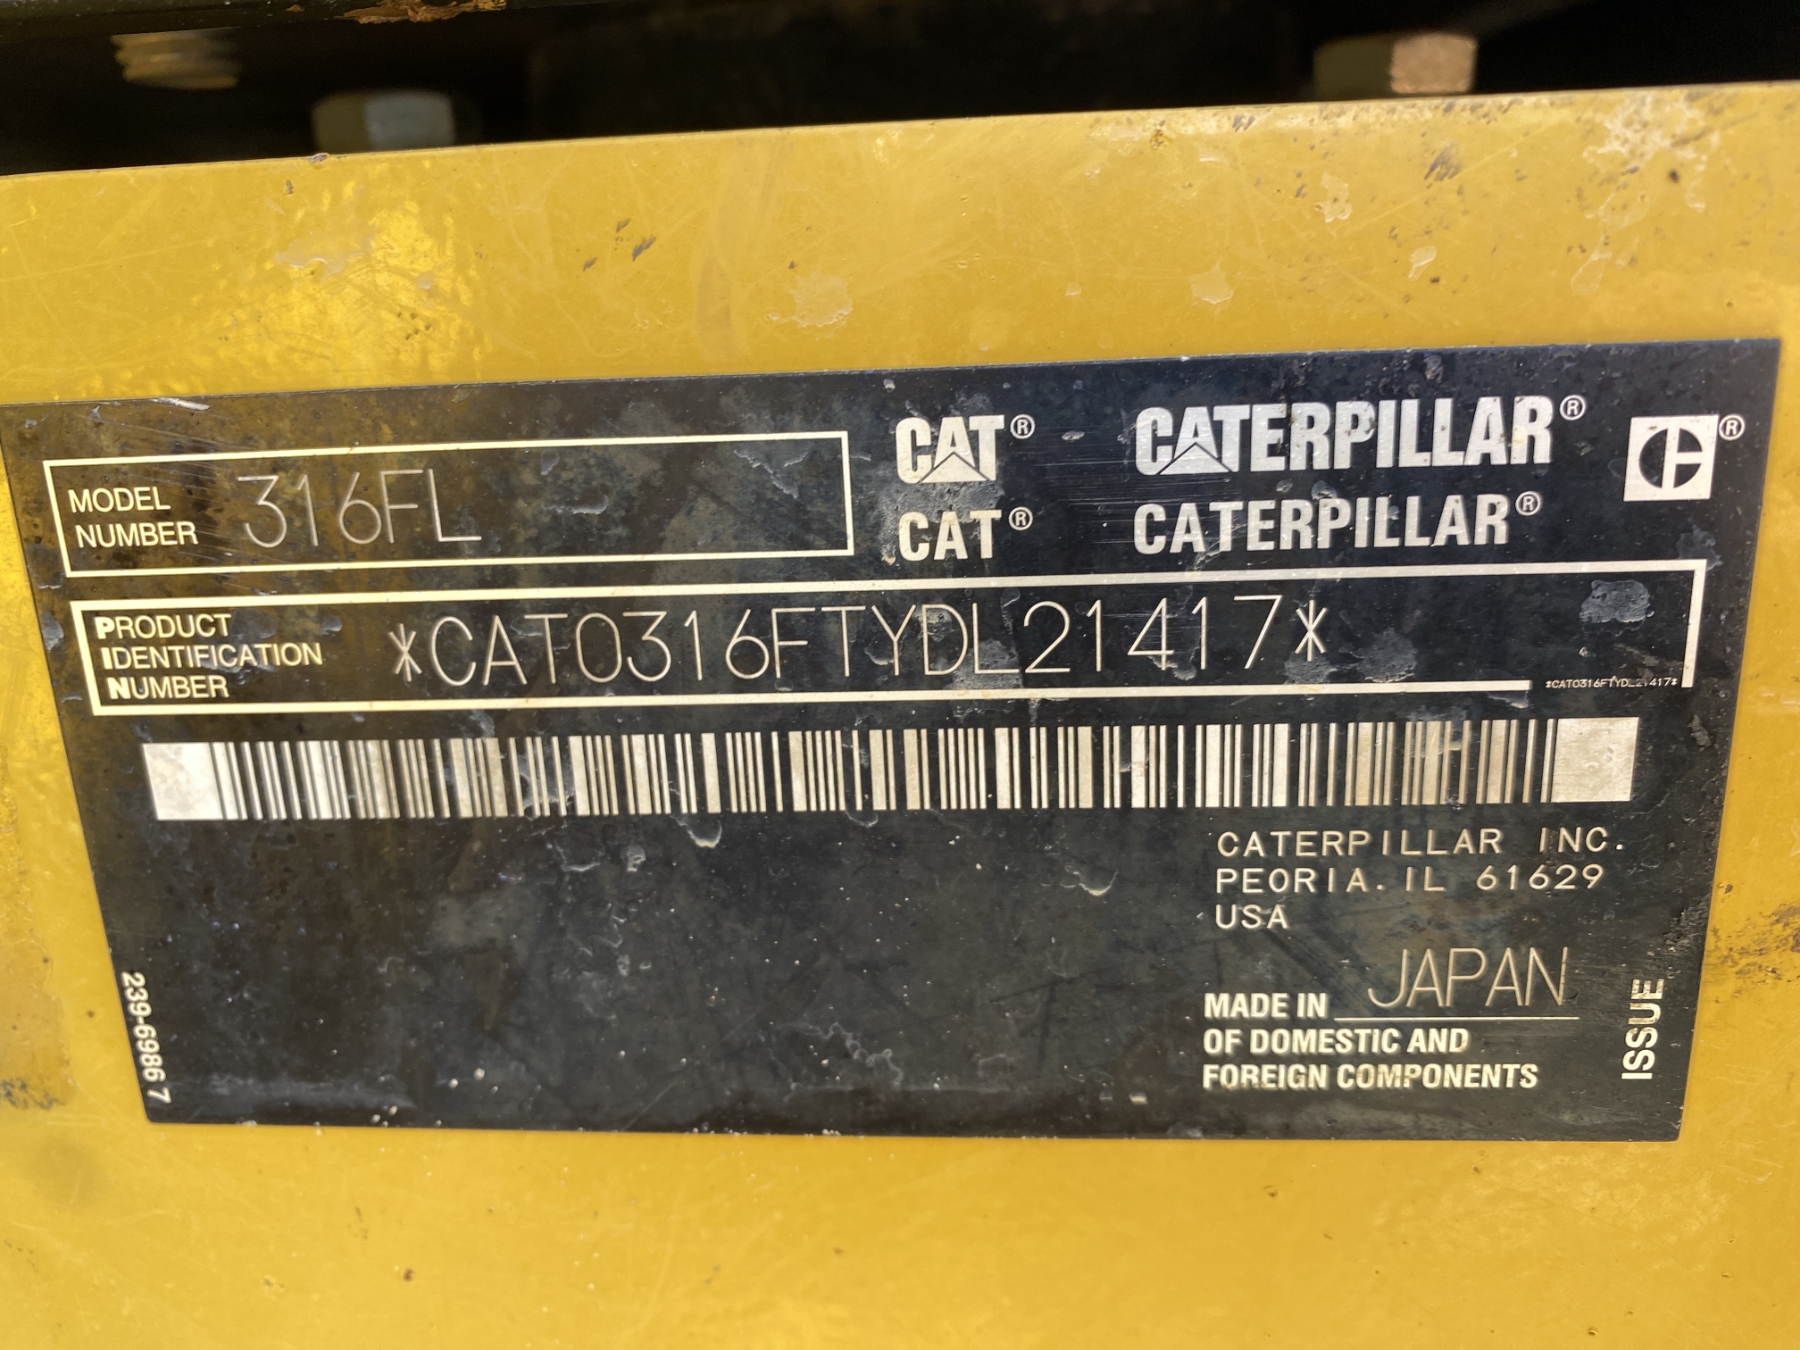 MODEL
NUMBER 316FL
CAT® CATERPILLAR®
CAT® CATERPILLAR®
PRODUCT
IDENTIFICATION
NUMBER
*CAT0316FTYDL21417*
*CAT0316FTYDL21417*
CATERPILLAR INC.
PEORIA. IL 61629
USA
MADE IN JAPAN
OF DOMESTIC AND
FOREIGN COMPONENTS
239-6986 7
ISSUE